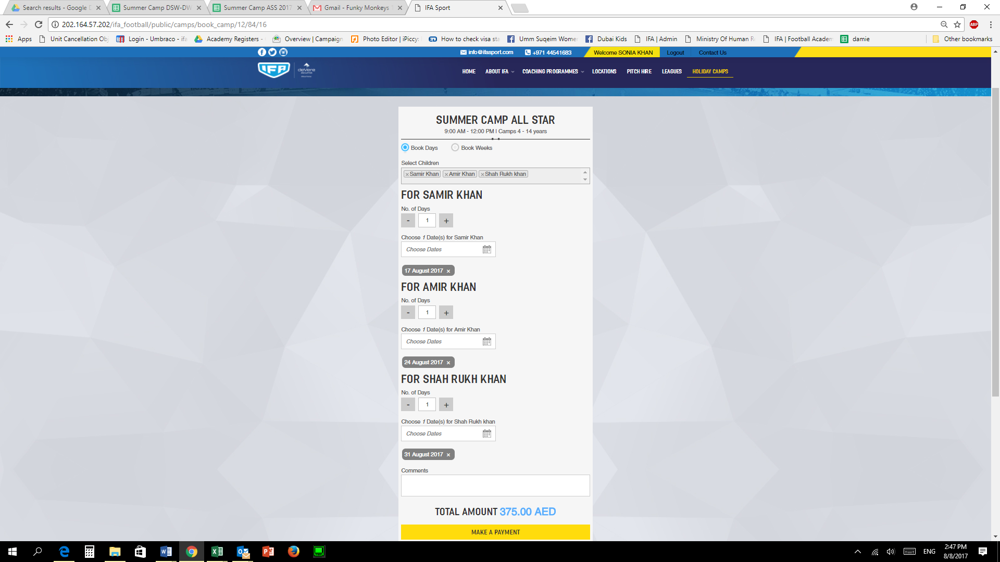 Search results - Google D
Summer Camp DSW-DW
Summer Camp ASS 2017
Gmail - Funky Monkeys
IFA Sport
202.164.57.202/ifa_football/public/camps/book_camp/12/84/16
ABP
Apps
Unit Cancellation Obj
Login - Umbraco - ifa
Academy Registers -
Overview | Campaign
Photo Editor | iPiccy:
How to check visa sta
Umm Suqeim Wome
Dubai Kids
IFA | Admin
Ministry Of Human R
IFA | Football Academ
damie
Other bookmarks
info@ifasport.com
+971 44541683
Welcome SONIA KHAN
Logout
Contact Us
IFA
deVere
HOME
ABOUT IFA
COACHING PROGRAMMES
LOCATIONS
PITCH HIRE
LEAGUES
HOLIDAY CAMPS
SUMMER CAMP ALL STAR
9:00 AM - 12:00 PM | Camps 4 - 14 years
Book Days
Book Weeks
Select Children
×Samir Khan ×Amir Khan ×Shah Rukh khan
FOR SAMIR KHAN
No. of Days
- 1 +
Choose 1 Date(s) for Samir Khan
Choose Dates
17 August 2017 ×
FOR AMIR KHAN
No. of Days
- 1 +
Choose 1 Date(s) for Amir Khan
Choose Dates
24 August 2017 ×
FOR SHAH RUKH KHAN
No. of Days
- 1 +
Choose 1 Date(s) for Shah Rukh khan
Choose Dates
31 August 2017 ×
Comments
TOTAL AMOUNT 375.00 AED
MAKE A PAYMENT
ENG
2:47 PM
8/8/2017